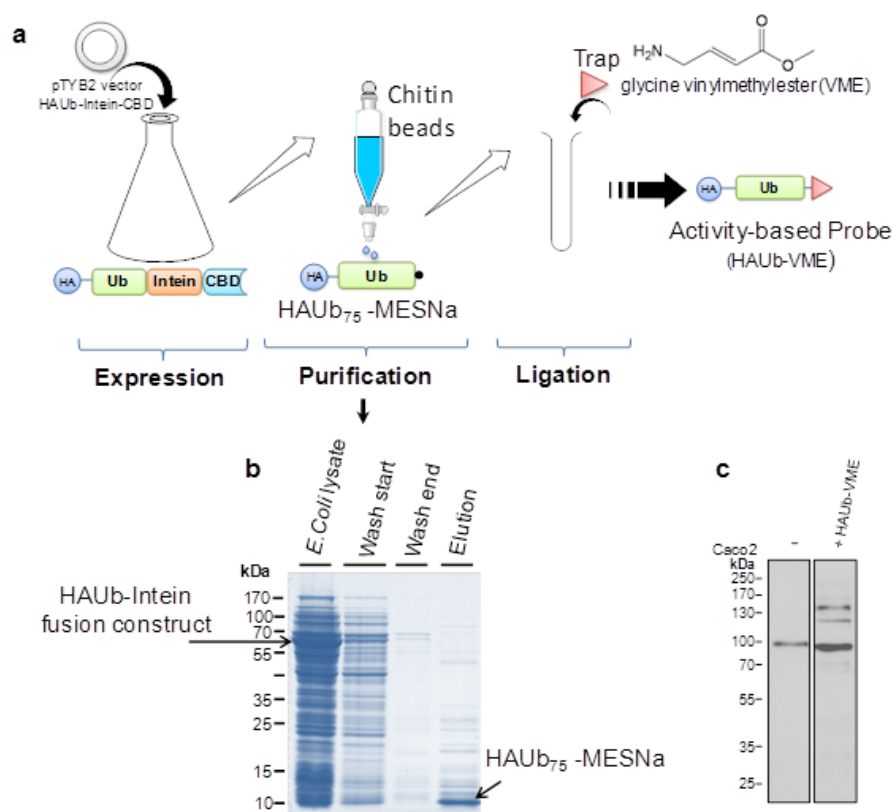 a
pTYB2 vector
HAUb-Intein-CBD
Chitin
beads
Trap
H₂N
O
O
glycine vinylmethylester (VME)
HA
Ub
Intein
CBD
HA
Ub
HAUb₇₅ -MESNa
HA
Ub
Activity-based Probe
(HAUb-VME)
Expression
Purification
Ligation
b
E.Coli lysate
Wash start
Wash end
Elution
kDa
170
100
70
55
35
25
15
10
HAUb-Intein
fusion construct
HAUb₇₅ -MESNa
c
Caco2
-
+ HAUb-VME
kDa
250-
170-
130-
100-
70-
55-
35-
25-